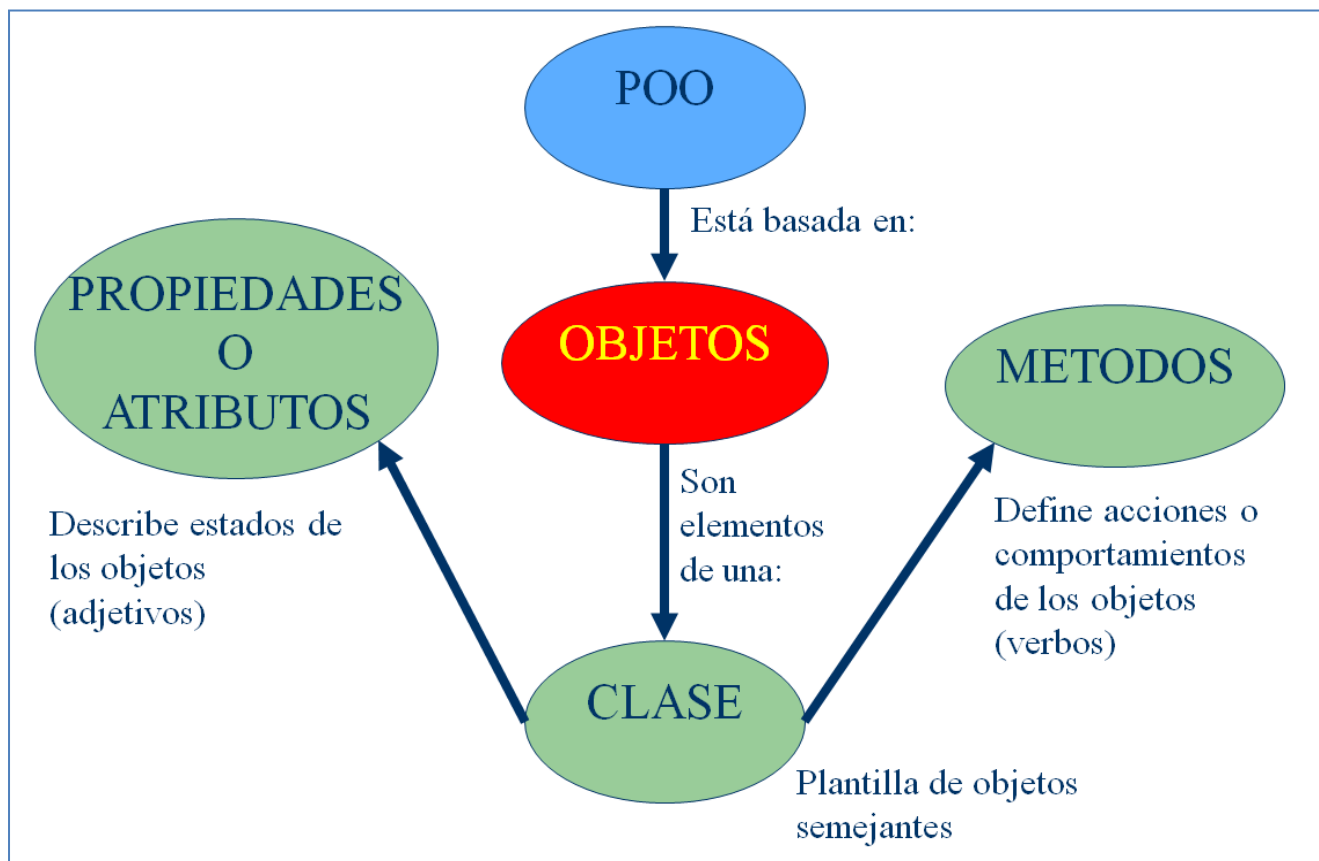 POO
Está basada en:
PROPIEDADES
O
ATRIBUTOS
OBJETOS
METODOS
Describe estados de
los objetos
(adjetivos)
Son
elementos
de una:
Define acciones o
comportamientos
de los objetos
(verbos)
CLASE
Plantilla de objetos
semejantes